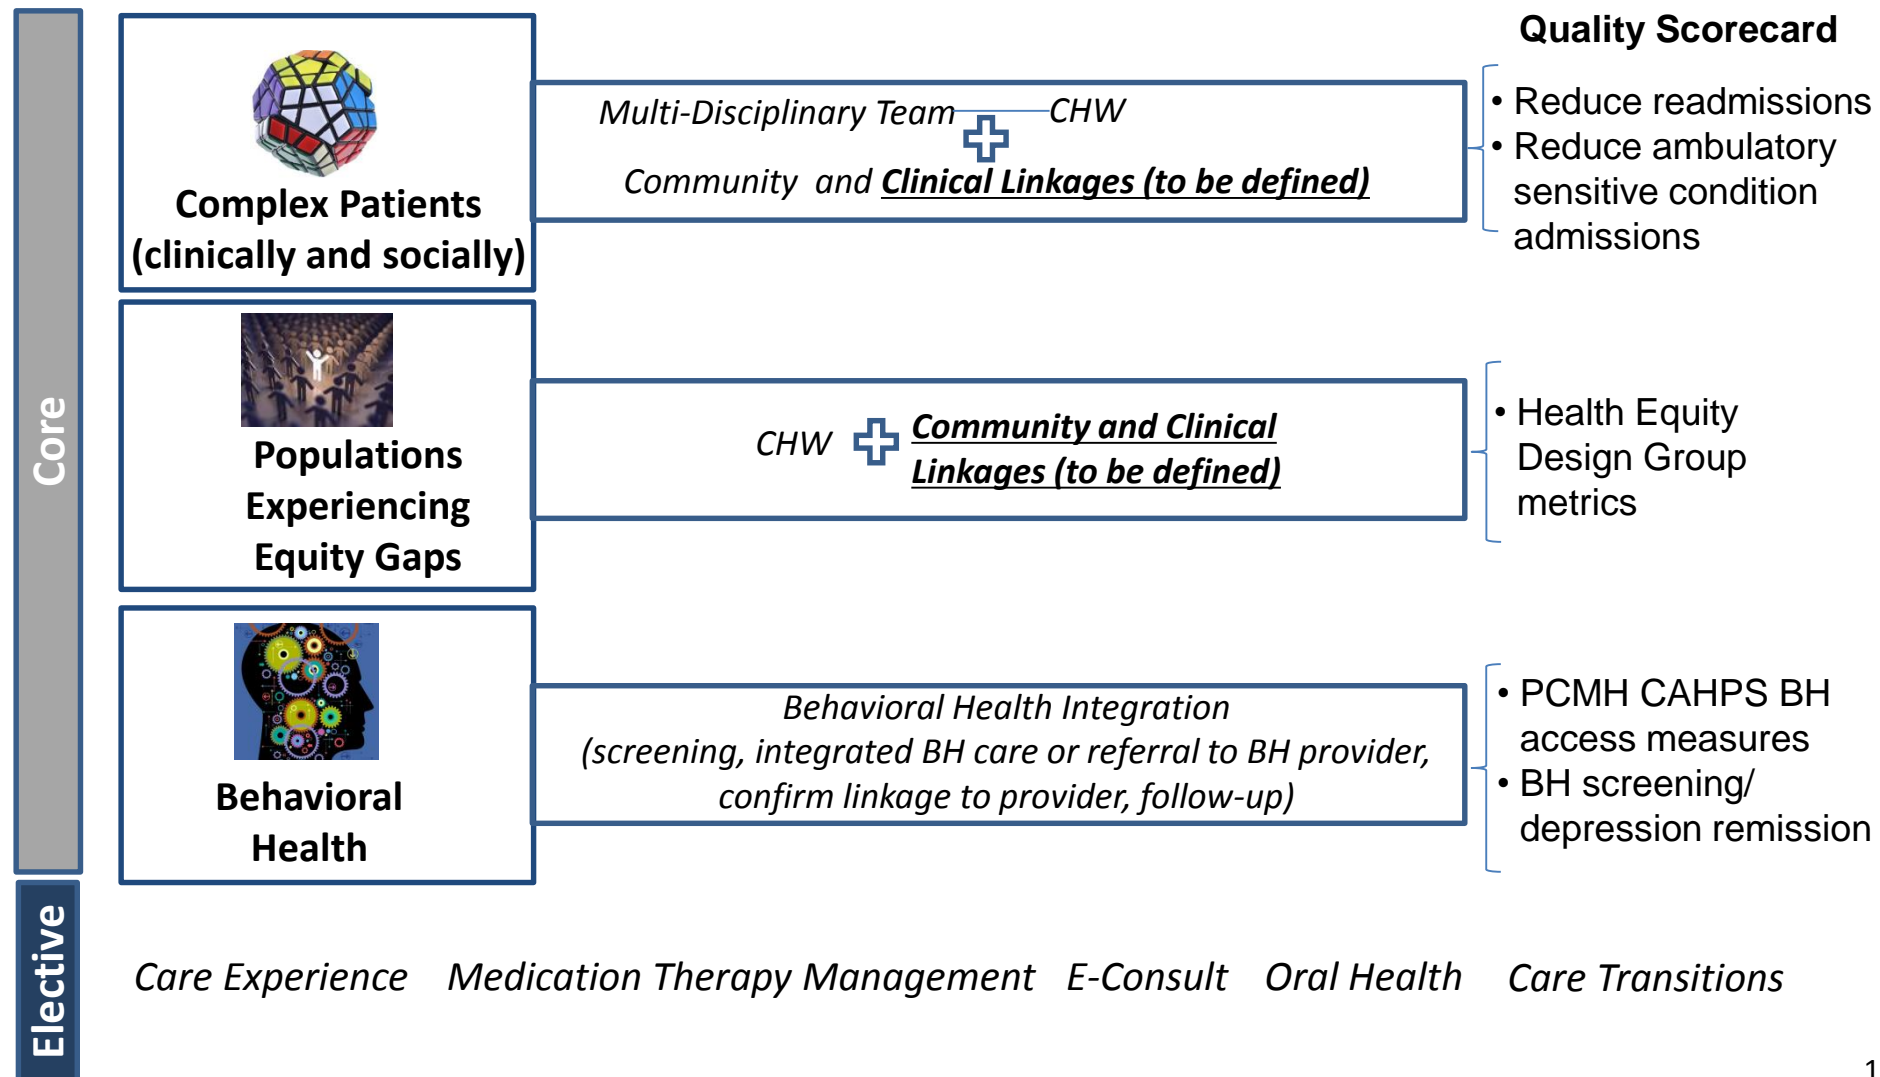 Quality Scorecard
Core
Complex Patients
(clinically and socially)
Multi-Disciplinary Team CHW
Community and Clinical Linkages (to be defined)
• Reduce readmissions
• Reduce ambulatory
sensitive condition
admissions
Populations
Experiencing
Equity Gaps
CHW
Community and Clinical
Linkages (to be defined)
• Health Equity
Design Group
metrics
Behavioral
Health
Behavioral Health Integration
(screening, integrated BH care or referral to BH provider,
confirm linkage to provider, follow-up)
• PCMH CAHPS BH
access measures
• BH screening/
depression remission
Elective
Care Experience Medication Therapy Management E-Consult Oral Health Care Transitions
1